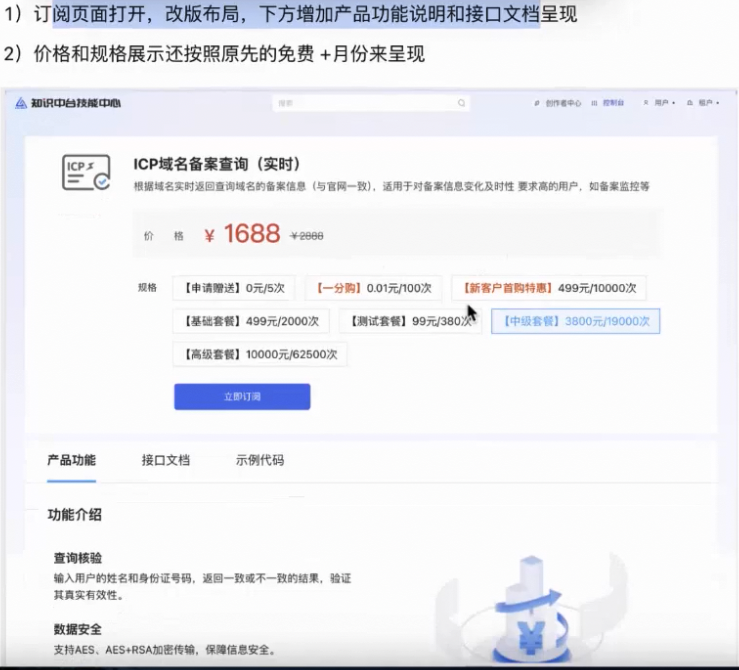 1）订阅页面打开，改版布局，下方增加产品功能说明和接口文档呈现
2）价格和规格展示还按照原先的免费 +月份来呈现
知识中台技能中心
搜索
创作者中心 控制台 用户 租户
ICP域名备案查询（实时）
ICP
根据域名实时返回查询域名的备案信息（与官网一致），适用于对备案信息变化及时性 要求高的用户，如备案监控等
价 格 ¥ 1688 ¥2888
规格 【申请赠送】0元/5次 【一分购】0.01元/100次 【新客户首购特惠】499元/10000次
【基础套餐】499元/2000次 【测试套餐】99元/380次 【中级套餐】3800元/19000次
【高级套餐】10000元/62500次
立即订阅
产品功能 接口文档 示例代码
功能介绍
查询核验
输入用户的姓名和身份证号码，返回一致或不一致的结果，验证
其真实有效性。
数据安全
支持AES、AES+RSA加密传输，保障信息安全。
¥